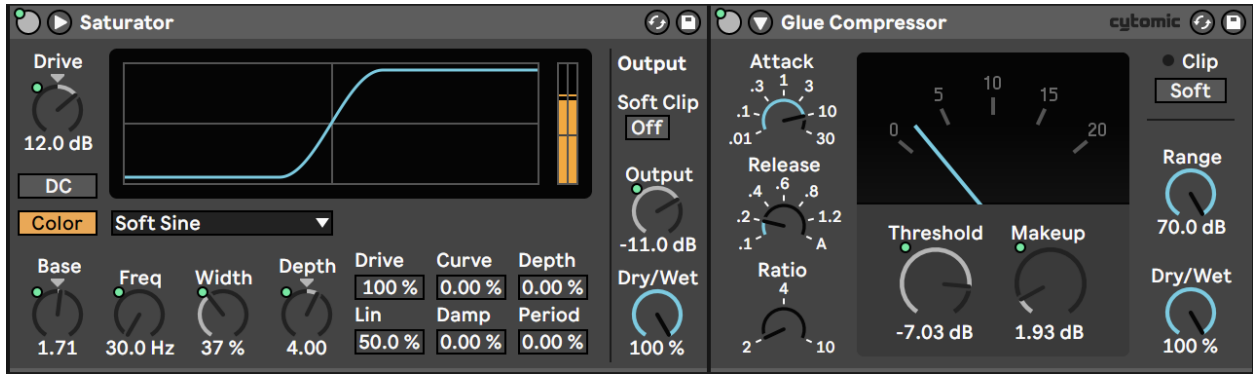 Saturator
Drive
12.0 dB
DC
Color
Soft Sine
Base
1.71
Freq
30.0 Hz
Width
37 %
Depth
4.00
Drive
100 %
Curve
0.00 %
Depth
0.00 %
Lin
50.0 %
Damp
0.00 %
Period
0.00 %
Output
Soft Clip
Off
Output
-11.0 dB
Dry/Wet
100 %
Glue Compressor
cytomic
Attack
.01
.1
.3
1
3
10
30
Release
.1
.2
.4
.6
.8
1.2
A
Ratio
2
4
10
0
5
10
15
20
Threshold
-7.03 dB
Makeup
1.93 dB
Clip
Soft
Range
70.0 dB
Dry/Wet
100 %